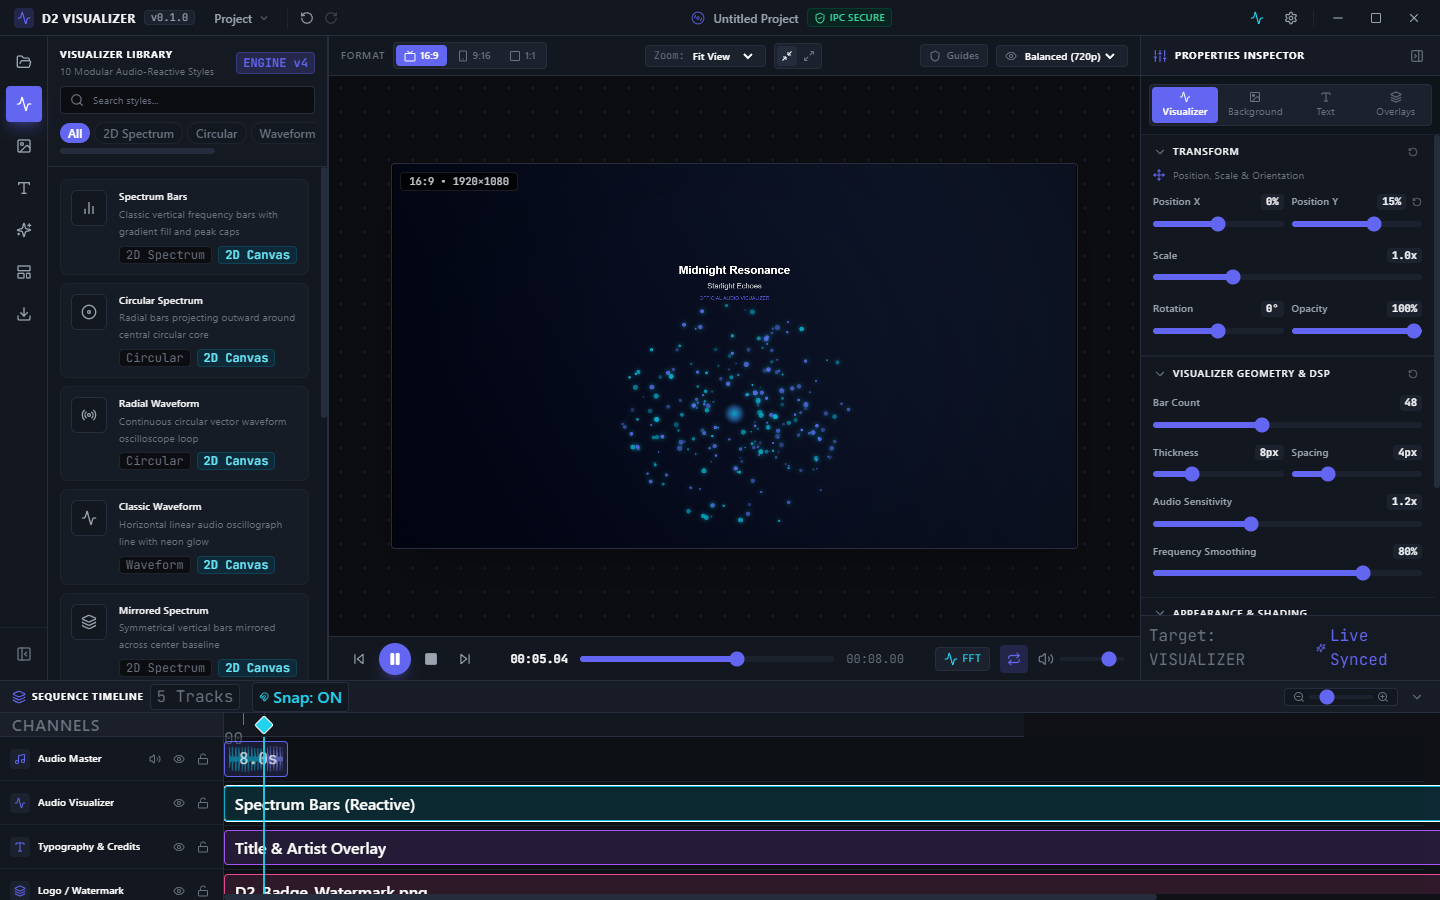 D2 VISUALIZER v0.1.0 Project Untitled Project IPC SECURE
VISUALIZER LIBRARY
10 Modular Audio-Reactive Styles
ENGINE v4
Search styles...
All 2D Spectrum Circular Waveform
Spectrum Bars
Classic vertical frequency bars with
gradient fill and peak caps
2D Spectrum 2D Canvas
Circular Spectrum
Radial bars projecting outward around
central circular core
Circular 2D Canvas
Radial Waveform
Continuous circular vector waveform
oscilloscope loop
Circular 2D Canvas
Classic Waveform
Horizontal linear audio oscillograph
line with neon glow
Waveform 2D Canvas
Mirrored Spectrum
Symmetrical vertical bars mirrored
across center baseline
2D Spectrum 2D Canvas
FORMAT 16:9 9:16 1:1 Zoom: Fit View Guides Balanced (720p)
16:9 • 1920×1080
Midnight Resonance
Starlight Echoes
OFFICIAL AUDIO VISUALIZER
00:05.04 00:08.00 FFT
PROPERTIES INSPECTOR
Visualizer Background Text Overlays
TRANSFORM
Position, Scale & Orientation
Position X 0% Position Y 15%
Scale 1.0x
Rotation 0° Opacity 100%
VISUALIZER GEOMETRY & DSP
Bar Count 48
Thickness 8px Spacing 4px
Audio Sensitivity 1.2x
Frequency Smoothing 80%
APPEARANCE & SHADING
Target: VISUALIZER
Live Synced
SEQUENCE TIMELINE 5 Tracks Snap: ON
CHANNELS
00
Audio Master 8.0s
Audio Visualizer Spectrum Bars (Reactive)
Typography & Credits Title & Artist Overlay
Logo / Watermark D2_Badge_Watermark.png